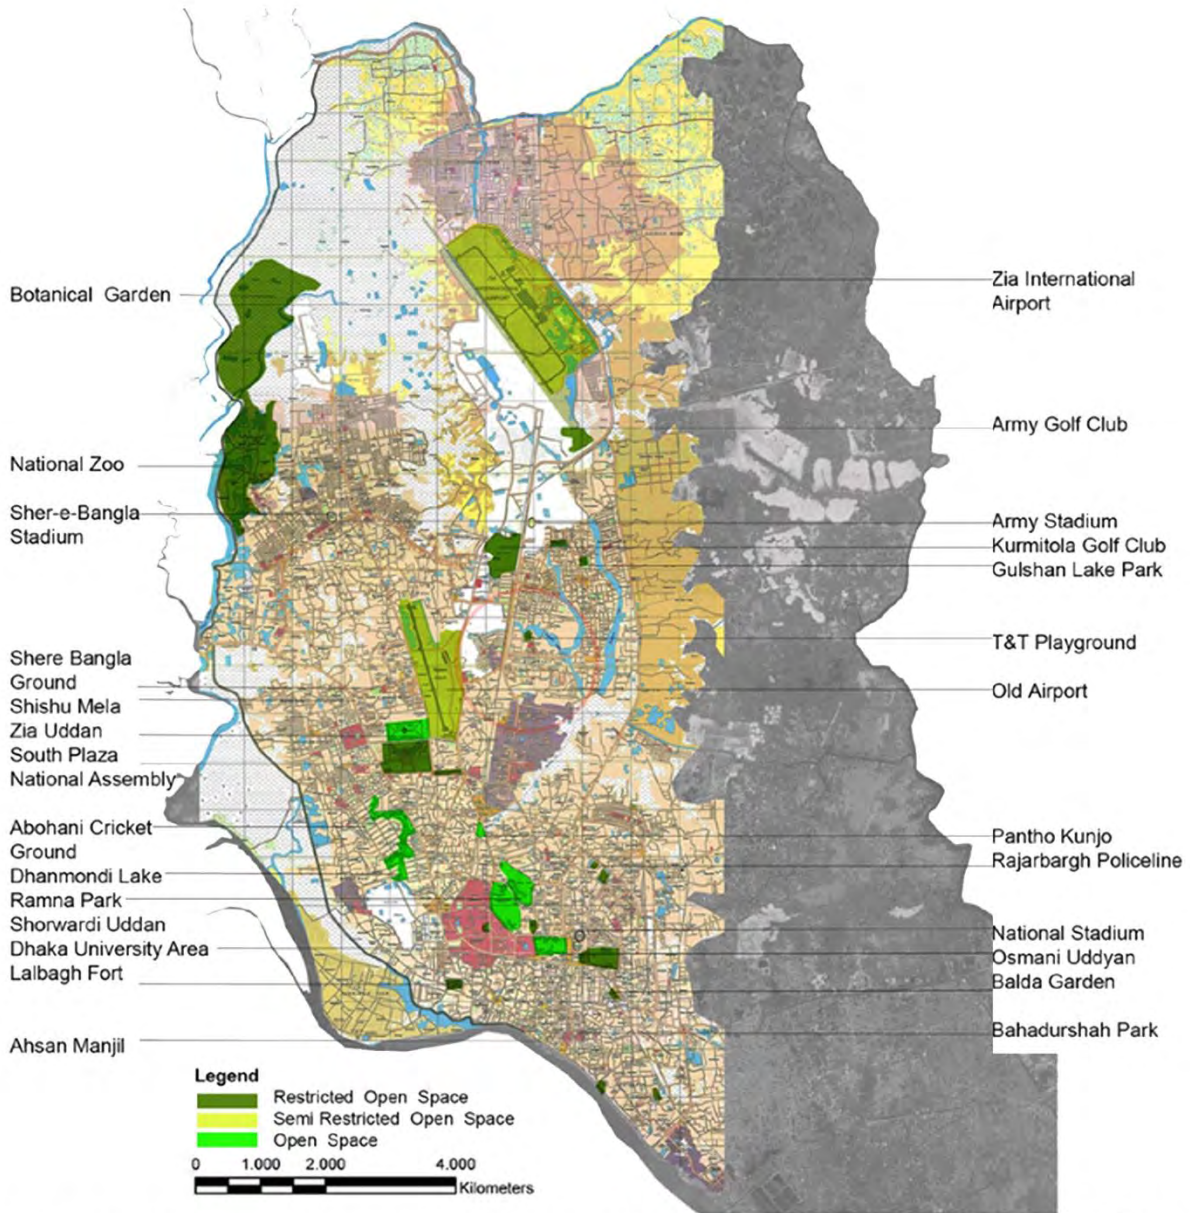 Botanical Garden
National Zoo
Sher-e-Bangla
Stadium
Shere Bangla
Ground
Shishu Mela
Zia Uddan
South Plaza
National Assembly
Abohani Cricket
Ground
Dhanmondi Lake
Ramna Park
Shorwardi Uddan
Dhaka University Area
Lalbagh Fort
Ahsan Manjil
Zia International
Airport
Army Golf Club
Army Stadium
Kurmitola Golf Club
Gulshan Lake Park
T&T Playground
Old Airport
Pantho Kunjo
Rajarbargh Policeline
National Stadium
Osmani Uddyan
Balda Garden
Bahadurshah Park
Legend
Restricted Open Space
Semi Restricted Open Space
Open Space
0 1.000 2.000 4.000
Kilometers